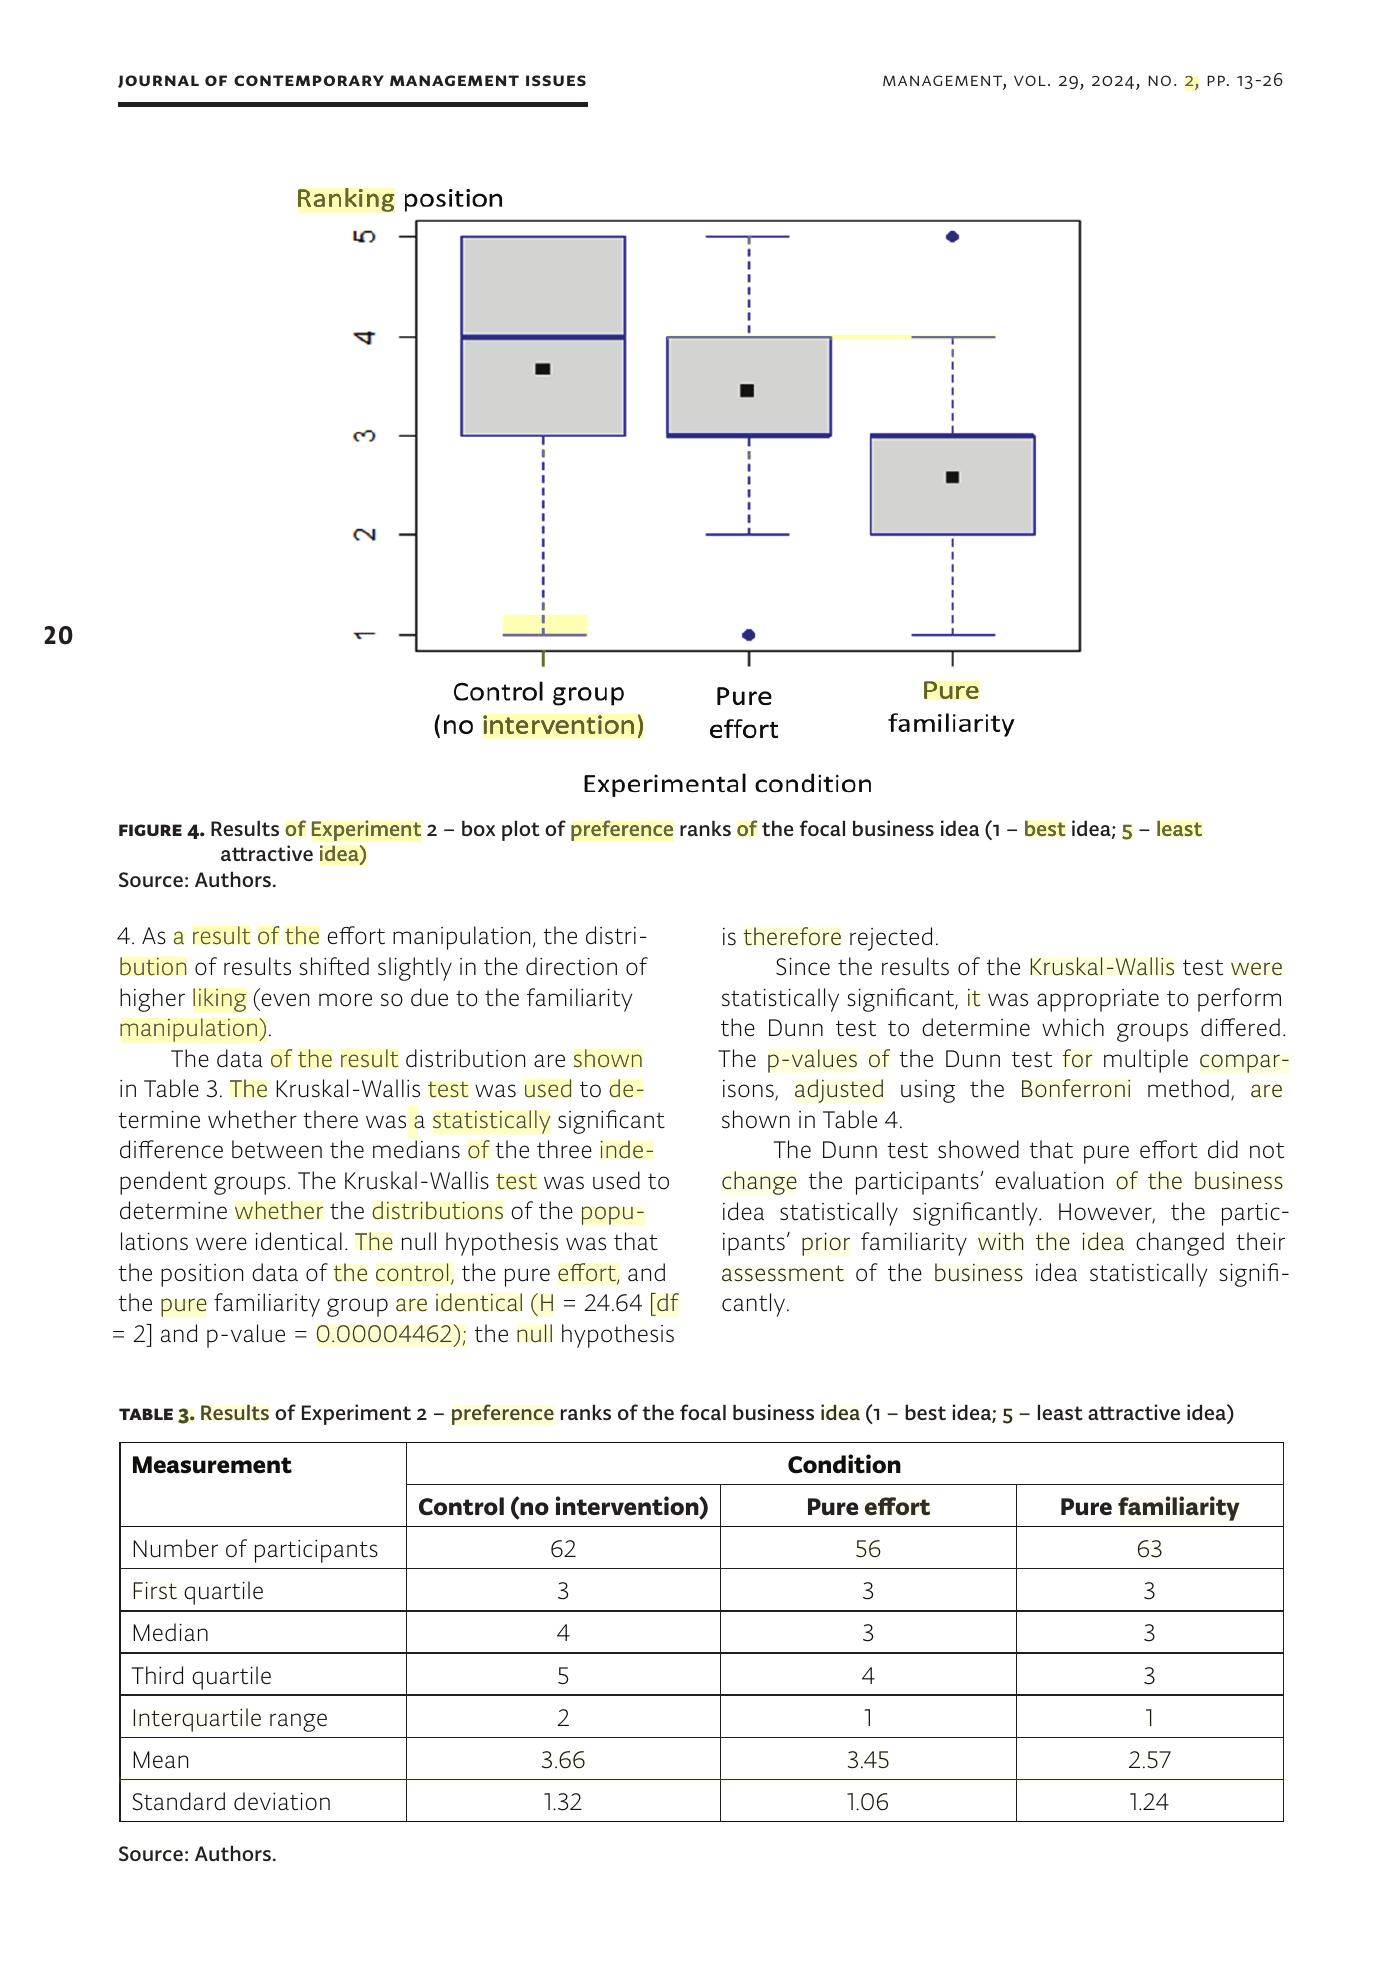 JOURNAL OF CONTEMPORARY MANAGEMENT ISSUES
MANAGEMENT, VOL. 29, 2024, NO. 2, PP. 13-26
Ranking position
5
4
3
2
1
Control group
(no intervention)
Pure
effort
Pure
familiarity
Experimental condition
20
FIGURE 4. Results of Experiment 2 – box plot of preference ranks of the focal business idea (1 – best idea; 5 – least
attractive idea)
Source: Authors.
4. As a result of the effort manipulation, the distri-
bution of results shifted slightly in the direction of
higher liking (even more so due to the familiarity
manipulation).
The data of the result distribution are shown
in Table 3. The Kruskal-Wallis test was used to de-
termine whether there was a statistically significant
difference between the medians of the three inde-
pendent groups. The Kruskal-Wallis test was used to
determine whether the distributions of the popu-
lations were identical. The null hypothesis was that
the position data of the control, the pure effort, and
the pure familiarity group are identical (H = 24.64 [df
= 2] and p-value = 0.00004462); the null hypothesis
is therefore rejected.
Since the results of the Kruskal-Wallis test were
statistically significant, it was appropriate to perform
the Dunn test to determine which groups differed.
The p-values of the Dunn test for multiple compar-
isons, adjusted using the Bonferroni method, are
shown in Table 4.
The Dunn test showed that pure effort did not
change the participants' evaluation of the business
idea statistically significantly. However, the partic-
ipants' prior familiarity with the idea changed their
assessment of the business idea statistically signifi-
cantly.
TABLE 3. Results of Experiment 2 – preference ranks of the focal business idea (1 – best idea; 5 – least attractive idea)
Measurement Condition
Control (no intervention) Pure effort Pure familiarity
Number of participants 62 56 63
First quartile 3 3 3
Median 4 3 3
Third quartile 5 4 3
Interquartile range 2 1 1
Mean 3.66 3.45 2.57
Standard deviation 1.32 1.06 1.24
Source: Authors.